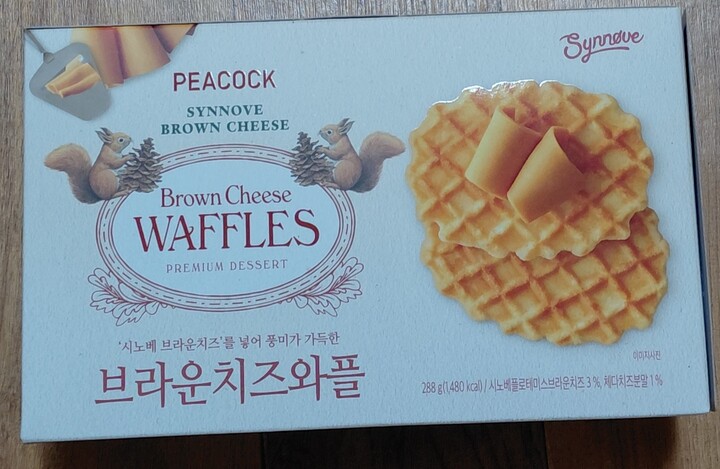 Synnøve
PEACOCK
SYNNOVE
BROWN CHEESE
Brown Cheese
WAFFLES
PREMIUM DESSERT
'시노베 브라운치즈'를 넣어 풍미가 가득한
브라운치즈와플
이미지사진
288 g(1,480 kcal) / 시노베플로테미스브라운치즈 3 %, 체다치즈분말 1 %